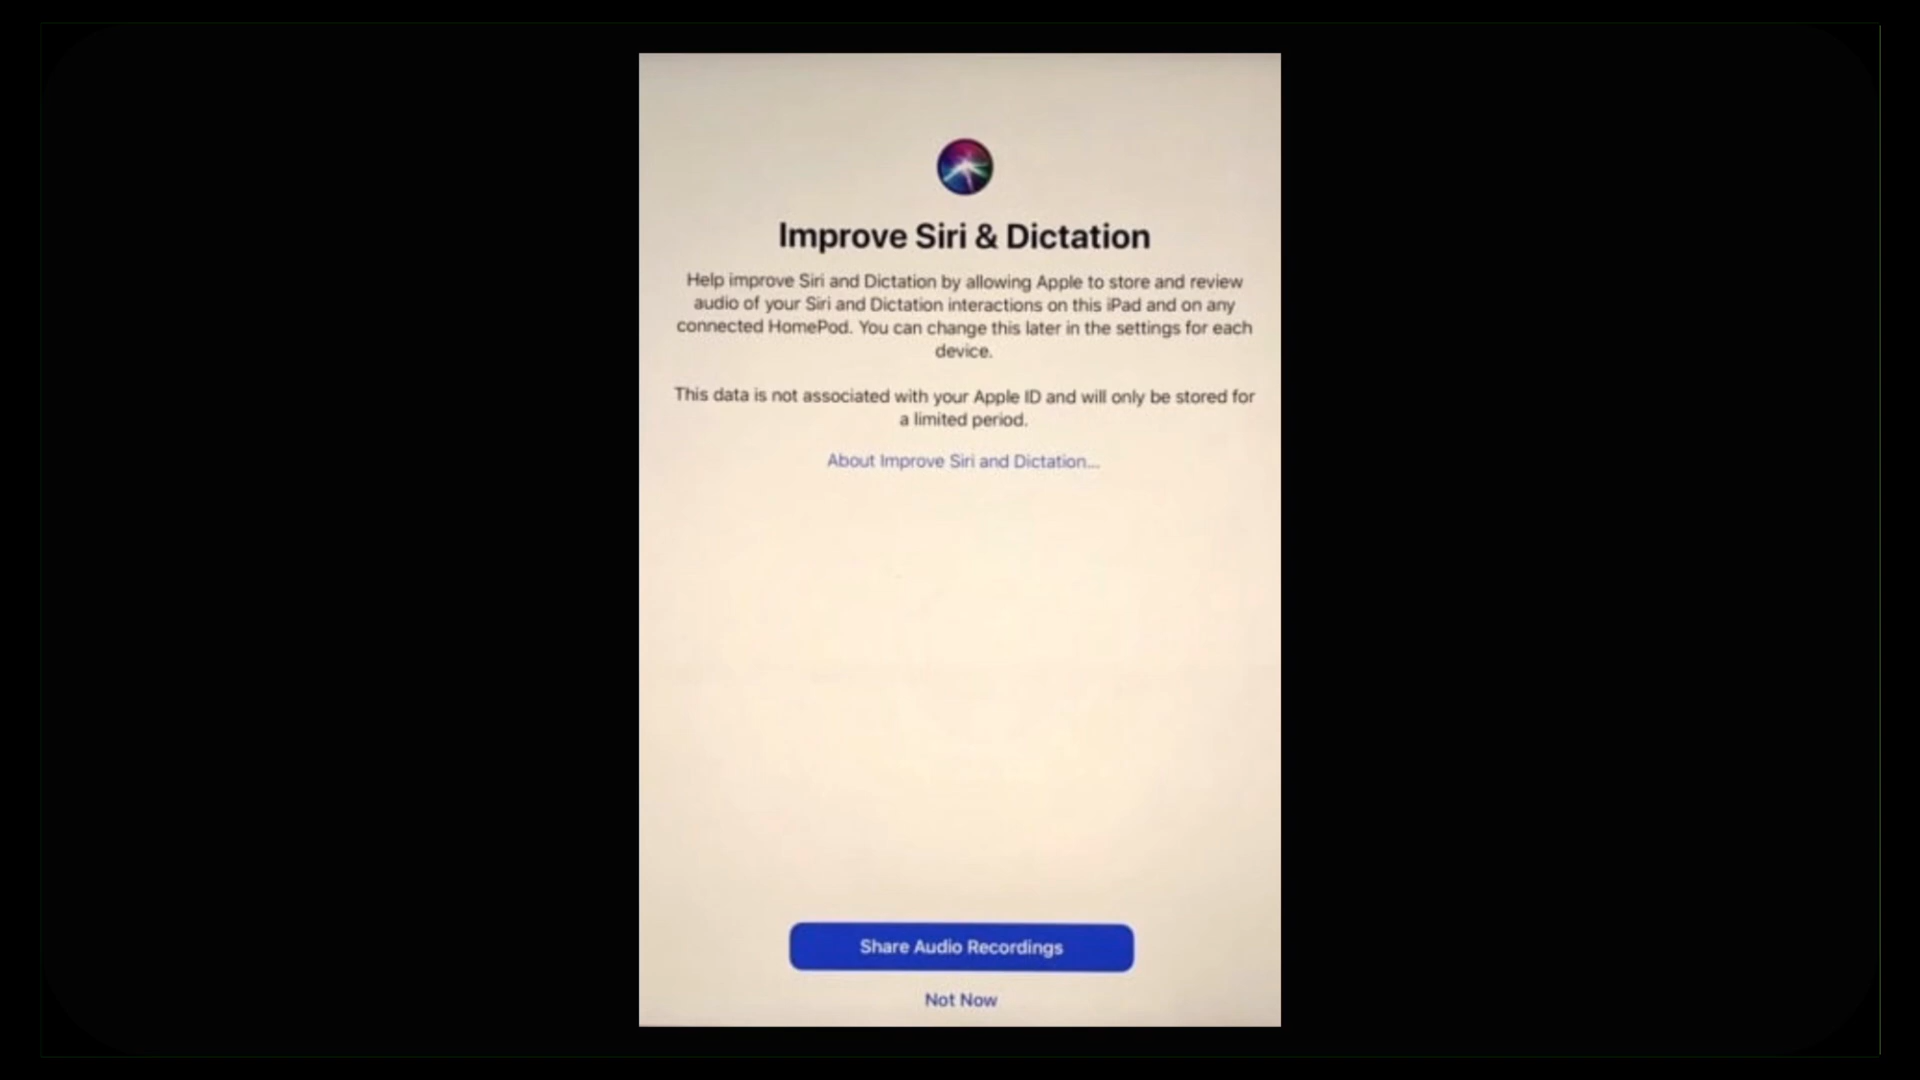 Improve Siri & Dictation
Help improve Siri and Dictation by allowing Apple to store and review
audio of your Siri and Dictation interactions on this iPad and on any
connected HomePod. You can change this later in the settings for each
device.
This data is not associated with your Apple ID and will only be stored for
a limited period.
About Improve Siri and Dictation...
Share Audio Recordings
Not Now